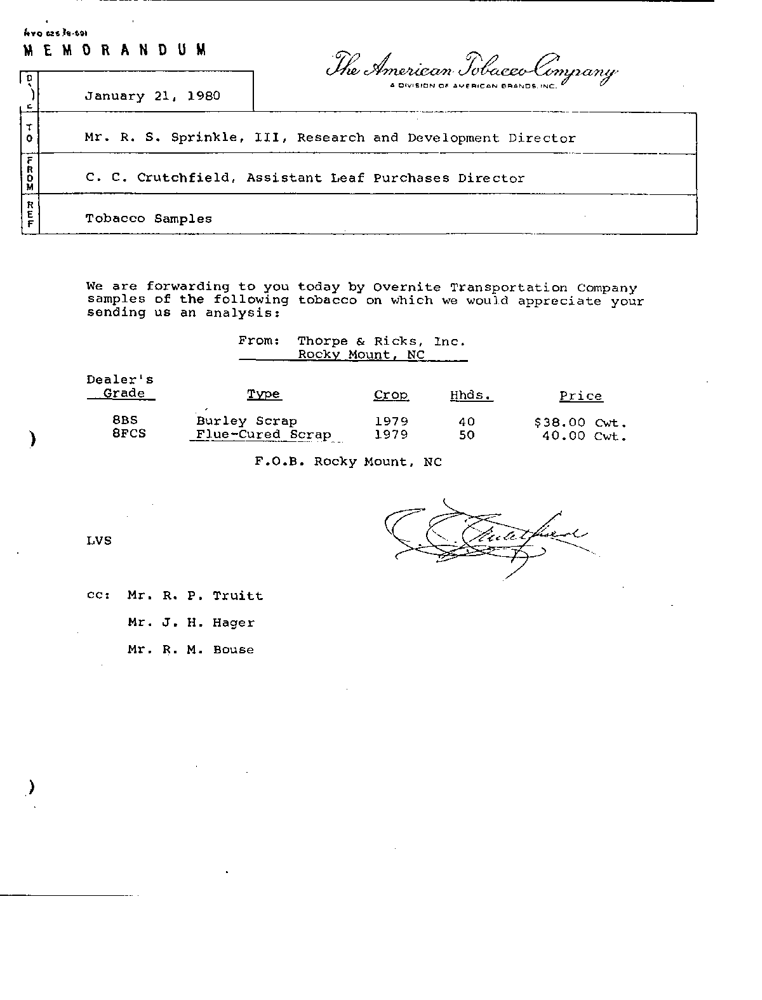 MEMORANDUM
The American Tobacco Company
A DIVISION OF AMERICAN BRANDS, INC.
January 21, 1980
TO
Mr. R. S. Sprinkle, III, Research and Development Director
FROM
C. C. Crutchfield, Assistant Leaf Purchases Director
REF
Tobacco Samples
We are forwarding to you today by Overnite Transportation Company
samples of the following tobacco on which we would appreciate your
sending us an analysis:
From: Thorpe & Ricks, Inc.
Rocky Mount, NC
Dealer's
Grade Type Crop Hhds. Price
8BS Burley Scrap 1979 40 $38.00 Cwt.
8FCS Flue-Cured Scrap 1979 50 40.00 Cwt.
F.O.B. Rocky Mount, NC
C. C. Crutchfield
LVS
cc: Mr. R. P. Truitt
Mr. J. H. Hager
Mr. R. M. Bouse